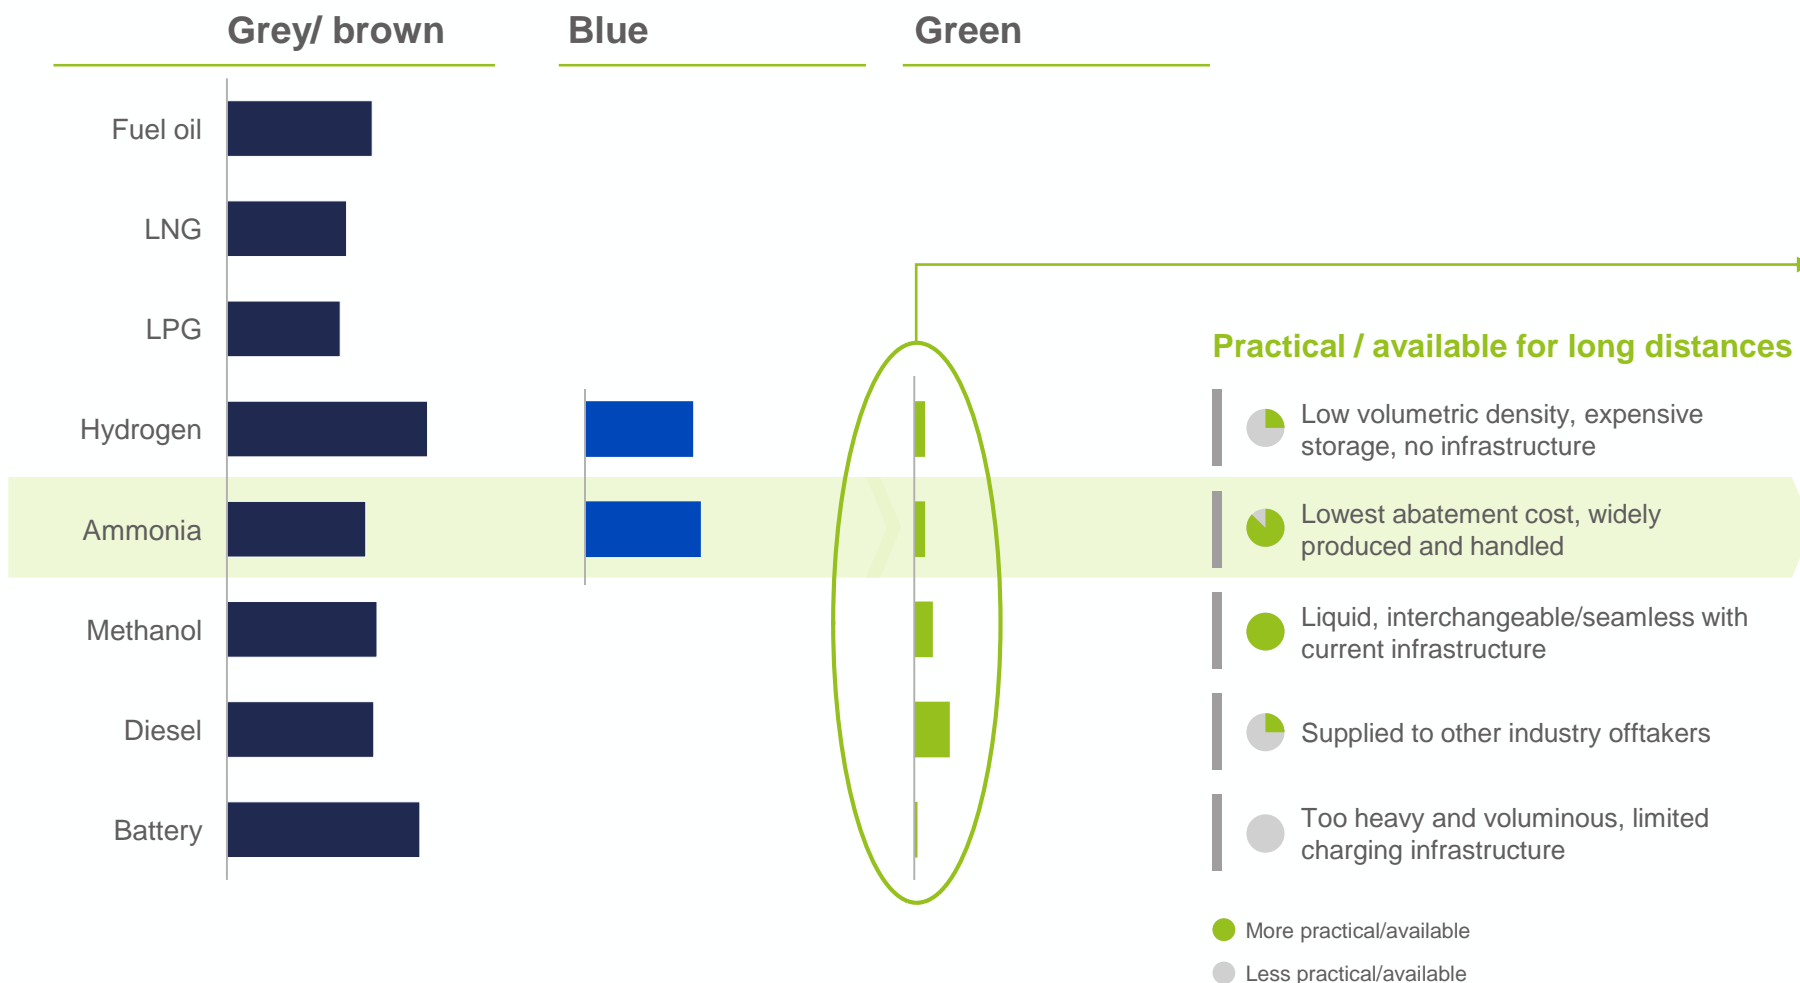 Grey/ brown
Blue
Green
Fuel oil
LNG
LPG
Practical / available for long distances
Hydrogen
Low volumetric density, expensive
storage, no infrastructure
Ammonia
Lowest abatement cost, widely
produced and handled
Methanol
Liquid, interchangeable/seamless with
current infrastructure
Diesel
Supplied to other industry offtakers
Battery
Too heavy and voluminous, limited
charging infrastructure
More practical/available
Less practical/available